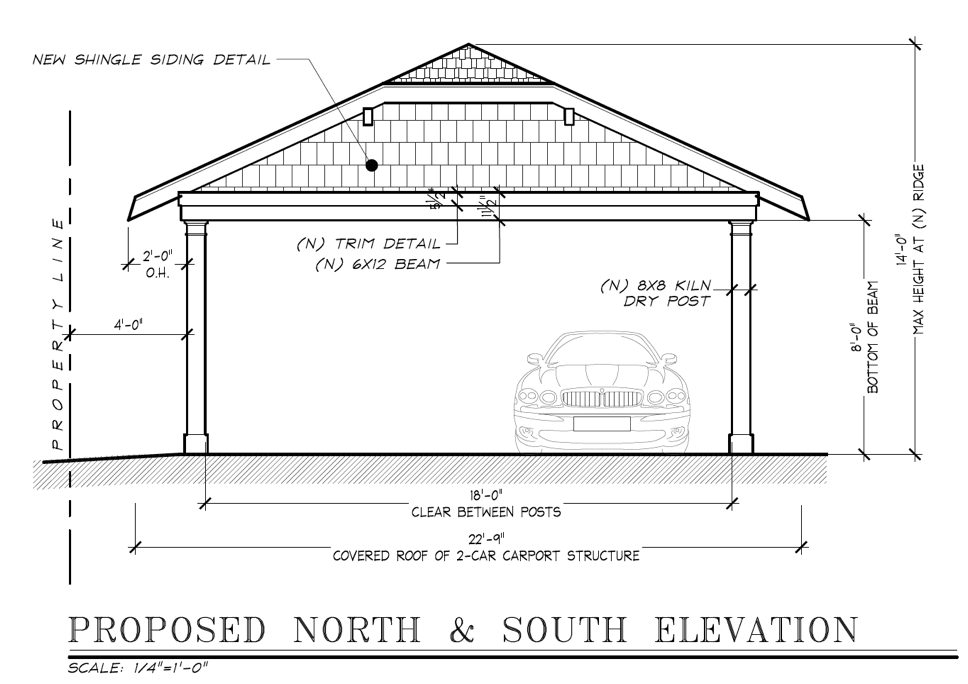 NEW SHINGLE SIDING DETAIL
MAX HEIGHT AT (N) RIDGE
14'-0"
5 1/2"
11 1/2"
(N) TRIM DETAIL
(N) 6X12 BEAM
2'-0"
O.H.
PROPERTY LINE
4'-0"
(N) 8X8 KILN
DRY POST
8'-0"
BOTTOM OF BEAM
18'-0"
CLEAR BETWEEN POSTS
22'-9"
COVERED ROOF OF 2-CAR CARPORT STRUCTURE
PROPOSED NORTH & SOUTH ELEVATION
SCALE: 1/4"=1'-0"